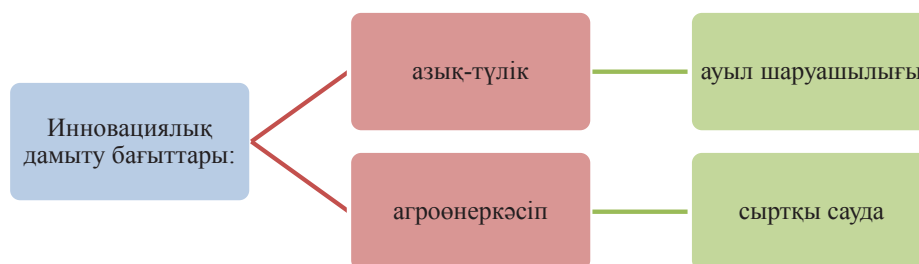 Инновациялық
дамыту бағыттары:
азық-түлік
ауыл шаруашылығы
агроөнеркәсіп
сыртқы сауда